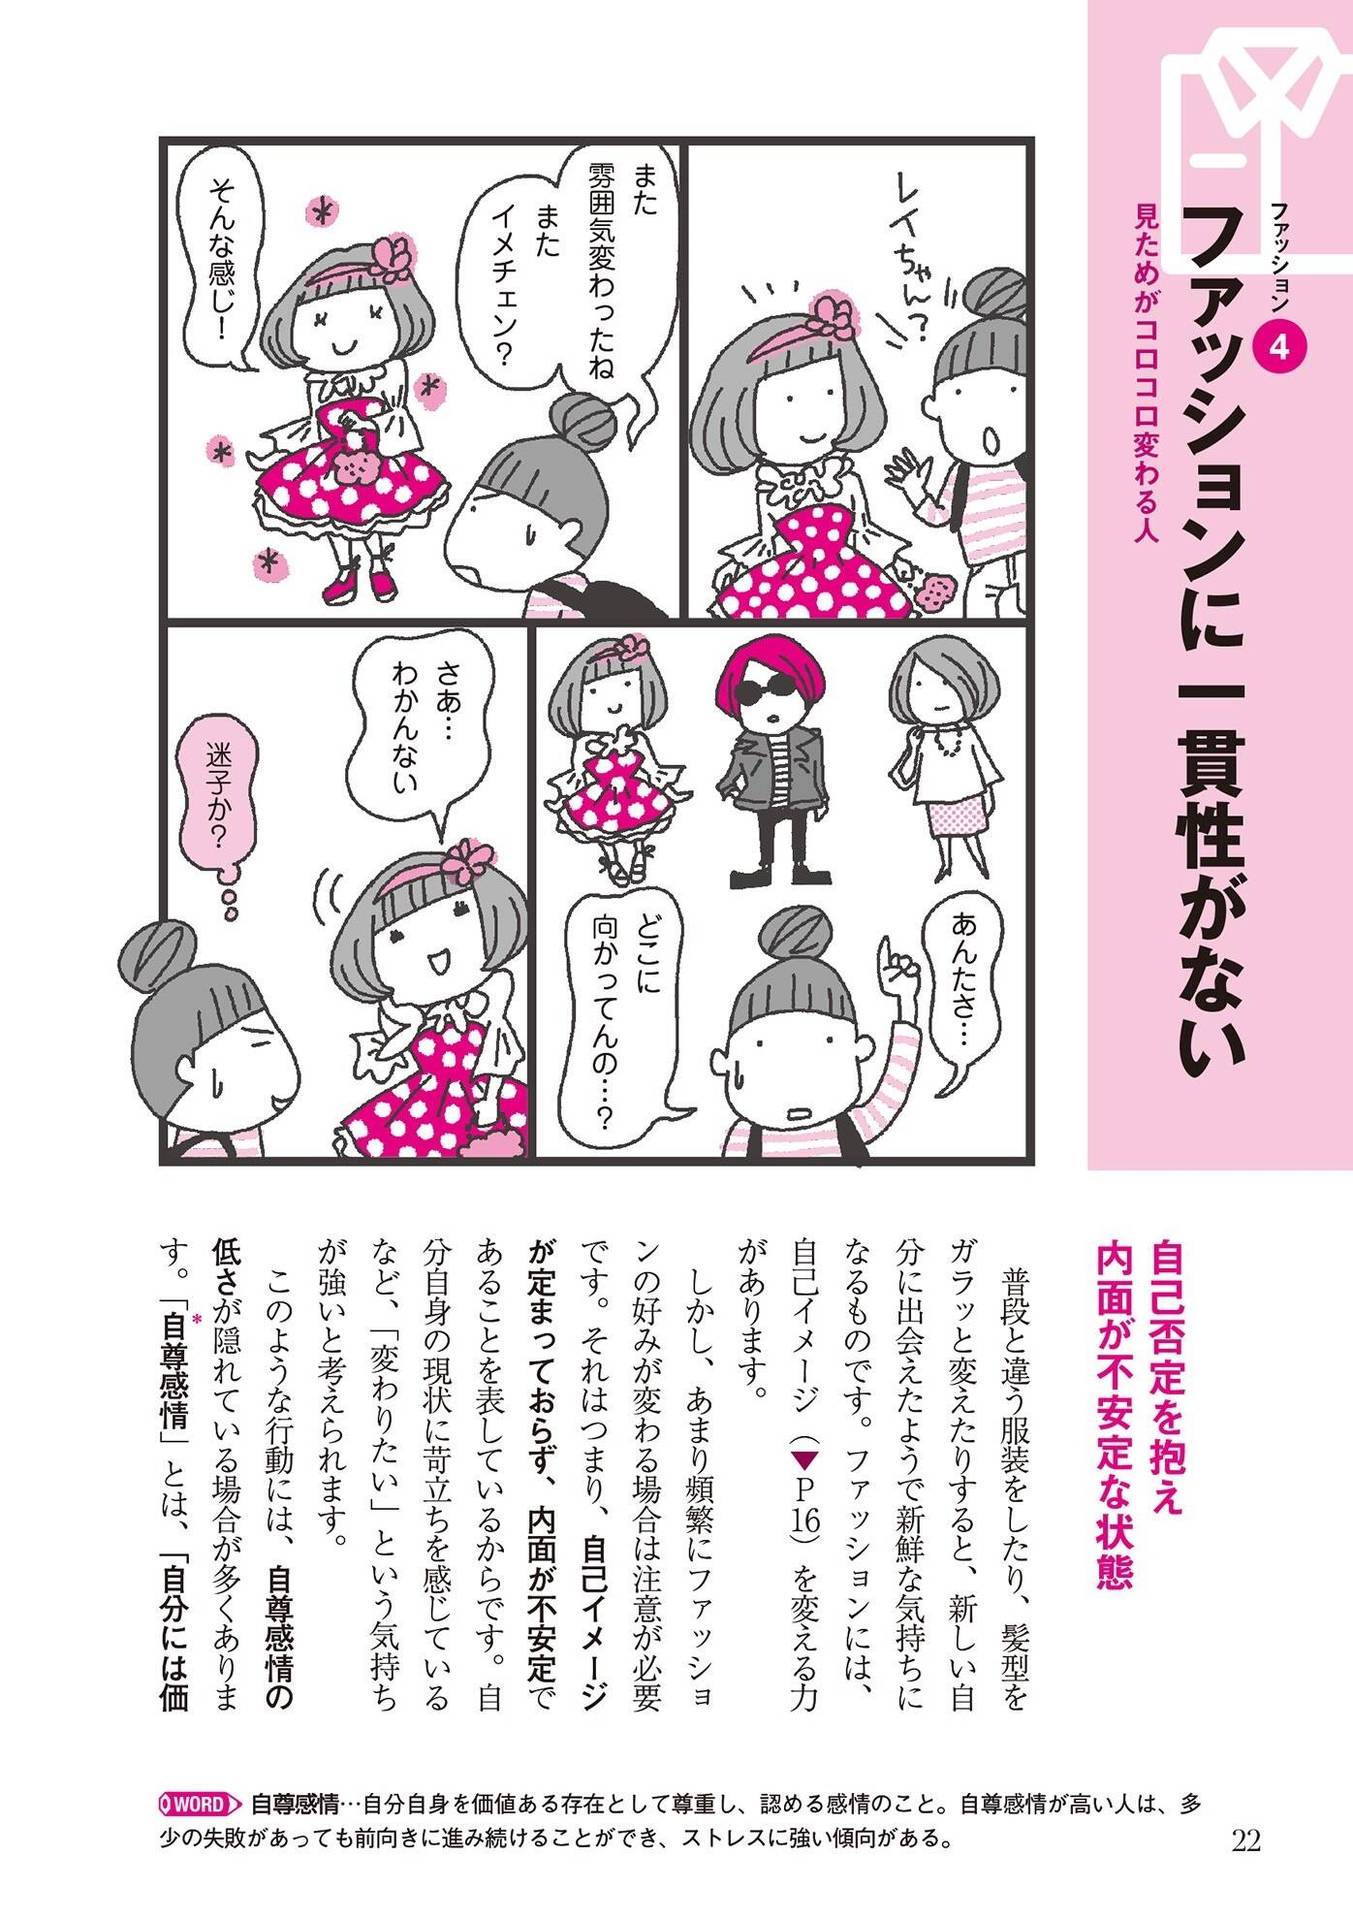 ファッション
4
ファッションに一貫性がない
見ためがコロコロ変わる人
レイちゃん?
また
雰囲気変わったね
また
イメチェン?
そんな感じ!
あんたさ…
どこに
向かってんの…?
さあ…
わかんない
迷子か?
自己否定を抱え
内面が不安定な状態
普段と違う服装をしたり、髪型を
ガラッと変えたりすると、新しい自
分に出会えたようで新鮮な気持ちに
なるものです。ファッションには、
自己イメージ(▼P16)を変える力
があります。
しかし、あまり頻繁にファッショ
ンの好みが変わる場合は注意が必要
です。それはつまり、自己イメージ
が定まっておらず、内面が不安定で
あることを表しているからです。自
分自身の現状に苛立ちを感じている
など、「変わりたい」という気持ち
が強いと考えられます。
このような行動には、自尊感情の
低さが隠れている場合が多くありま
す。「自尊感情*」とは、「自分には価
WORD 自尊感情…自分自身を価値ある存在として尊重し、認める感情のこと。自尊感情が高い人は、多
少の失敗があっても前向きに進み続けることができ、ストレスに強い傾向がある。
22